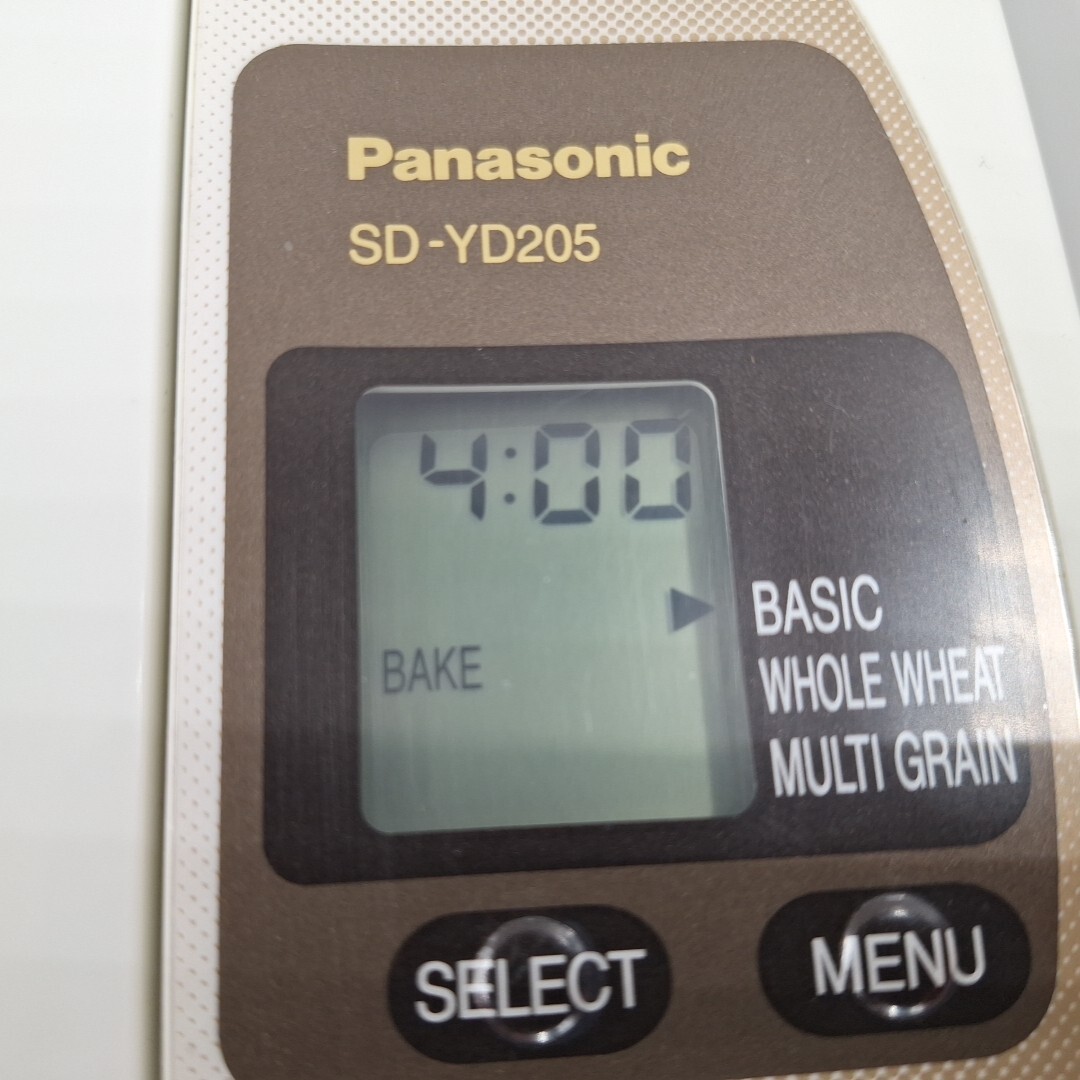 Panasonic
SD-YD205
4:00
BASIC
BAKE
WHOLE WHEAT
MULTI GRAIN
SELECT
MENU